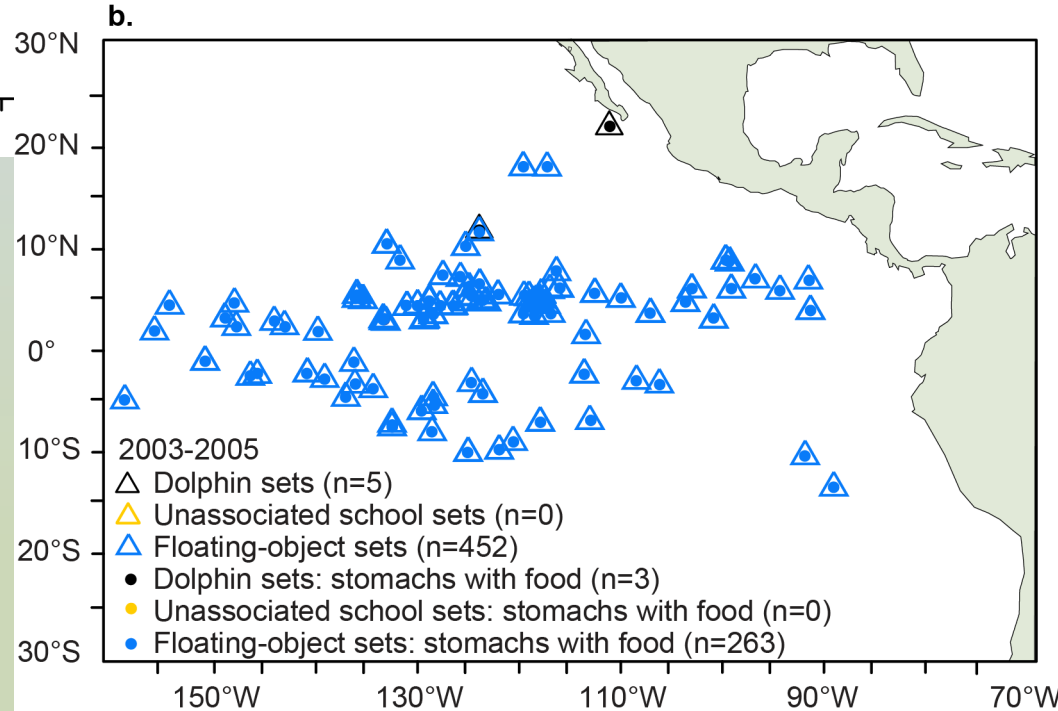 b.
30°N
20°N
10°N
0°
10°S
20°S
30°S
2003-2005
Dolphin sets (n=5)
Unassociated school sets (n=0)
Floating-object sets (n=452)
Dolphin sets: stomachs with food (n=3)
Unassociated school sets: stomachs with food (n=0)
Floating-object sets: stomachs with food (n=263)
150°W 130°W 110°W 90°W 70°W